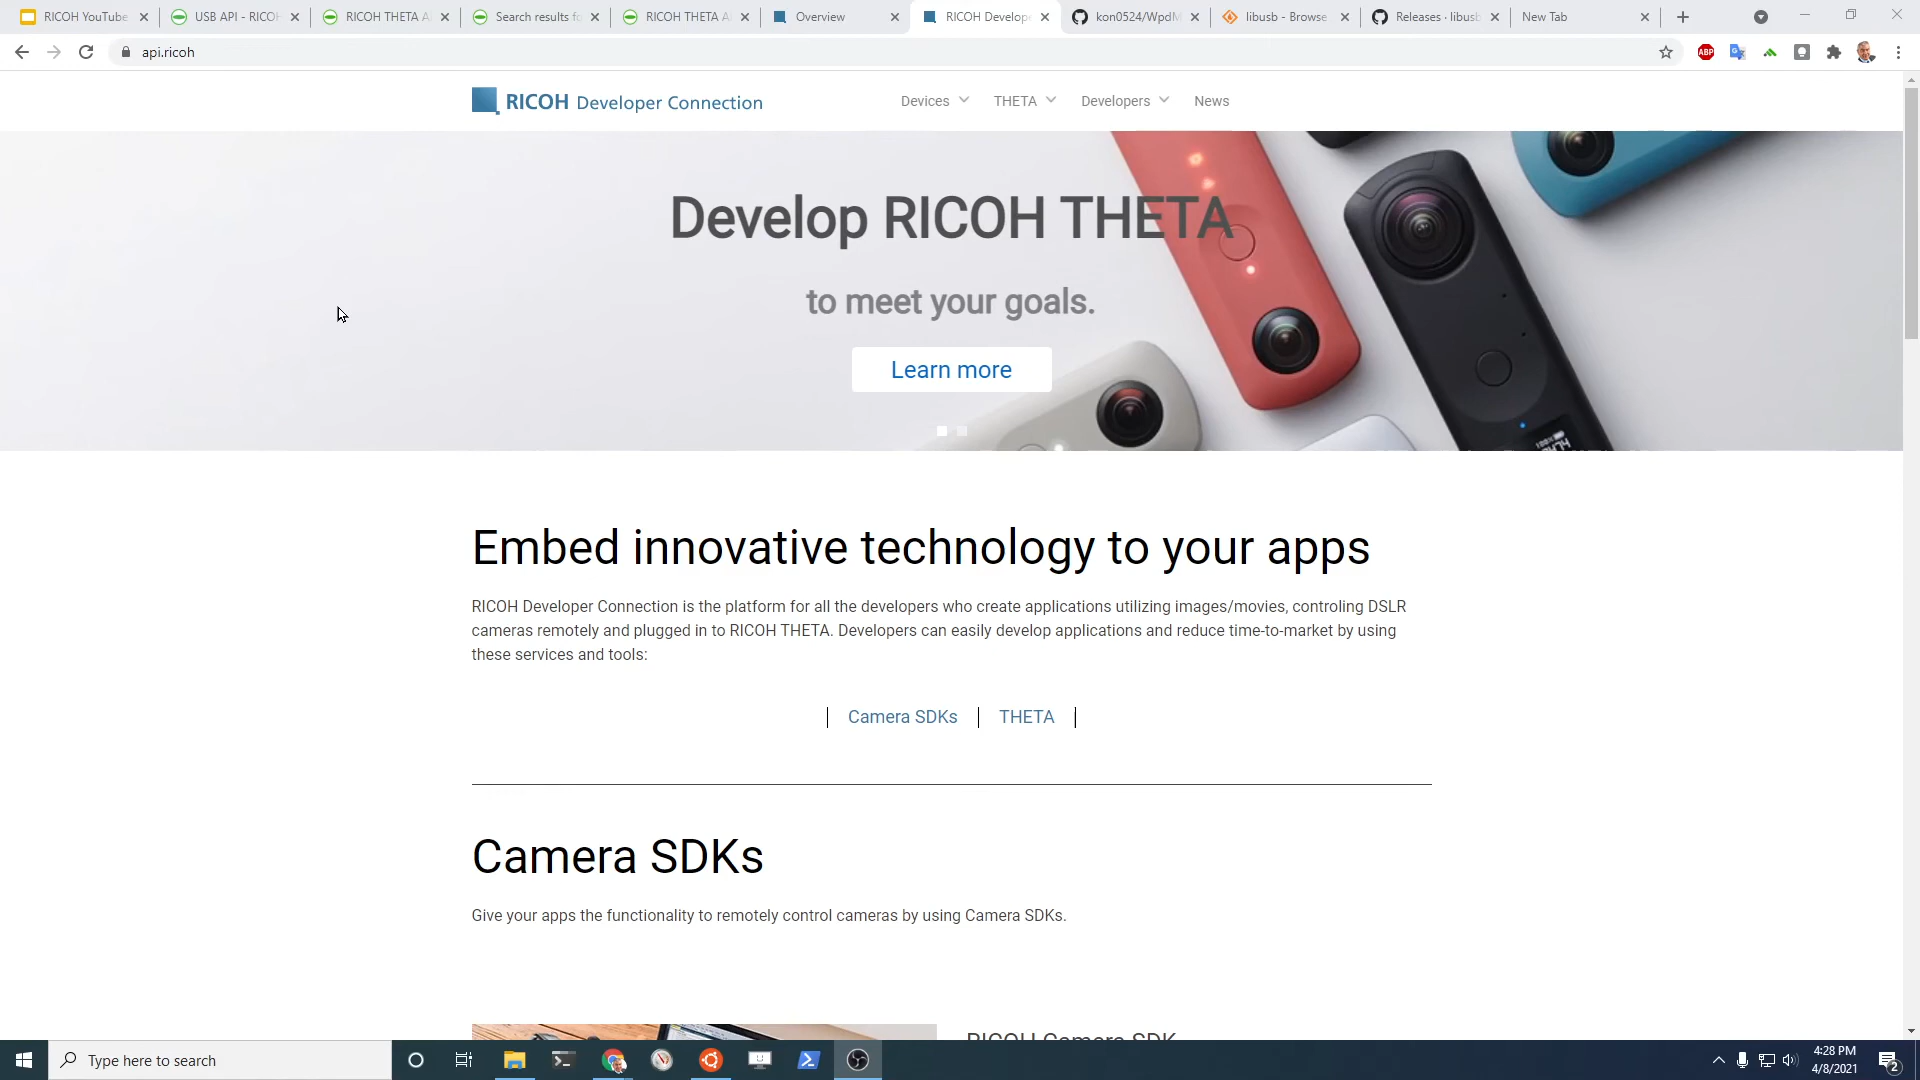 RICOH YouTube
USB API - RICOH
RICOH THETA A
Search results fo
RICOH THETA A
Overview
RICOH Develope
kon0524/WpdM
libusb - Browse
Releases · libusb
New Tab
api.ricoh
ABP
RICOH Developer Connection
Devices
THETA
Developers
News
Develop RICOH THETA
to meet your goals.
Learn more
Embed innovative technology to your apps
RICOH Developer Connection is the platform for all the developers who create applications utilizing images/movies, controling DSLR
cameras remotely and plugged in to RICOH THETA. Developers can easily develop applications and reduce time-to-market by using
these services and tools:
Camera SDKs
THETA
Camera SDKs
Give your apps the functionality to remotely control cameras by using Camera SDKs.
RICOH Camera SDK
Type here to search
4:28 PM
4/8/2021
2